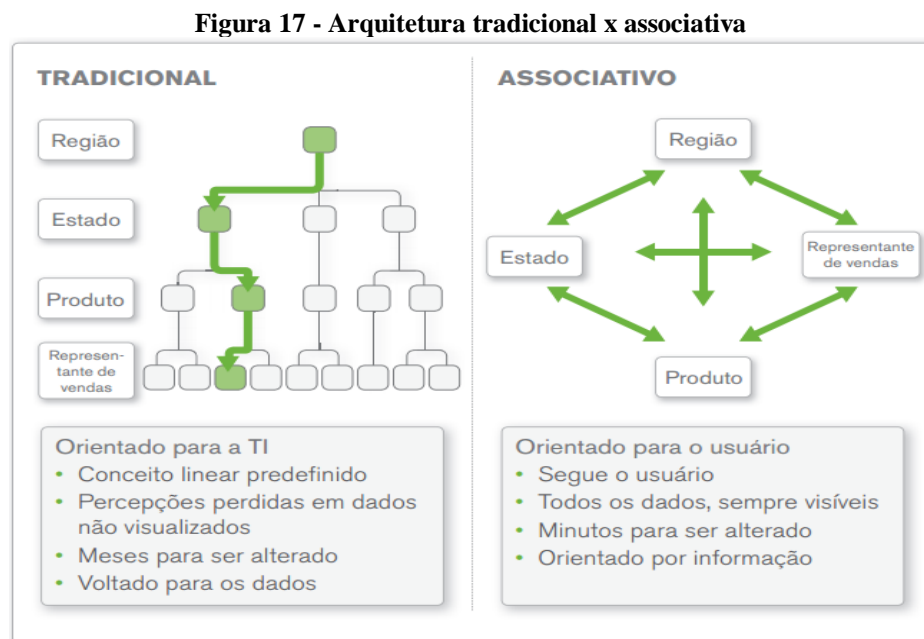 Figura 17 - Arquitetura tradicional x associativa
TRADICIONAL
Região
Estado
Produto
Represen-
tante de
vendas
Orientado para a TI
• Conceito linear predefinido
• Percepções perdidas em dados
não visualizados
• Meses para ser alterado
• Voltado para os dados
ASSOCIATIVO
Região
Estado
Representante
de vendas
Produto
Orientado para o usuário
• Segue o usuário
• Todos os dados, sempre visíveis
• Minutos para ser alterado
• Orientado por informação